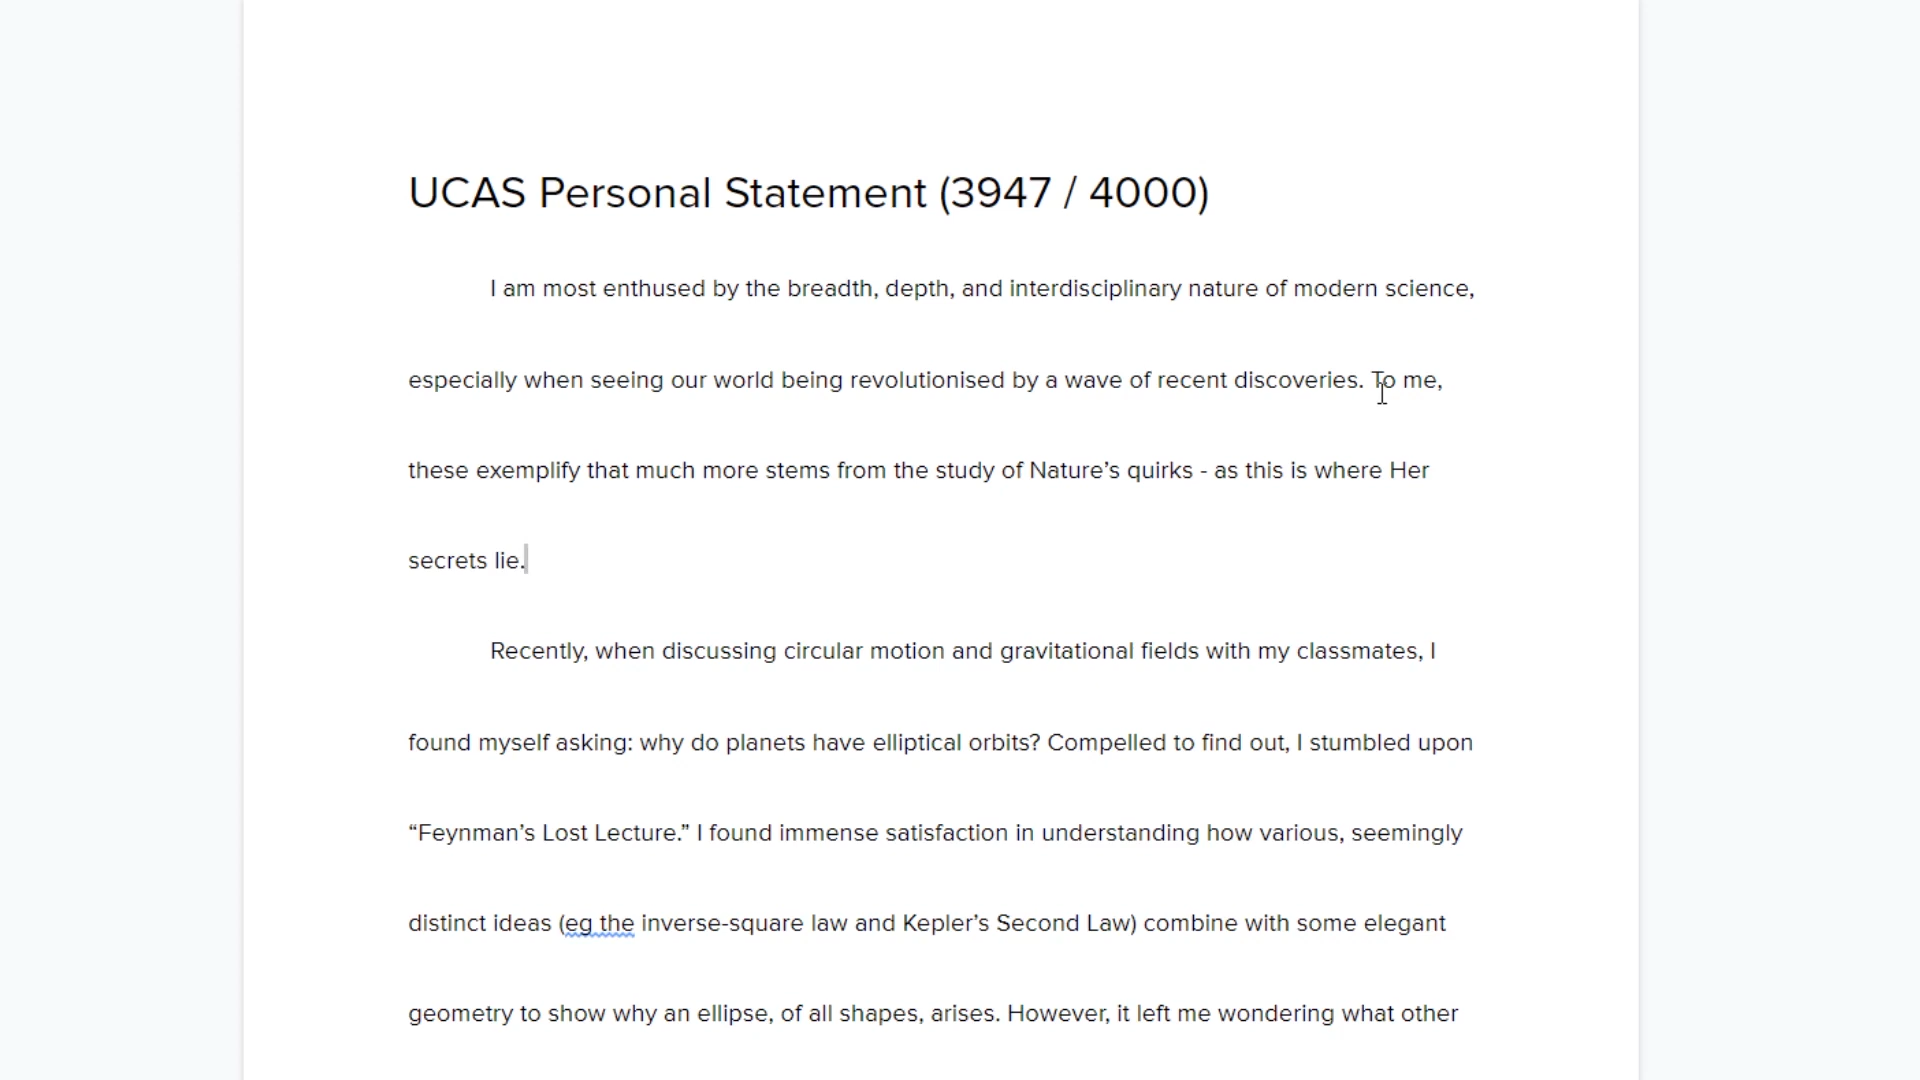 UCAS Personal Statement (3947 / 4000)
I am most enthused by the breadth, depth, and interdisciplinary nature of modern science,
especially when seeing our world being revolutionised by a wave of recent discoveries. To me,
these exemplify that much more stems from the study of Nature’s quirks - as this is where Her
secrets lie.
Recently, when discussing circular motion and gravitational fields with my classmates, I
found myself asking: why do planets have elliptical orbits? Compelled to find out, I stumbled upon
“Feynman’s Lost Lecture.” I found immense satisfaction in understanding how various, seemingly
distinct ideas (eg the inverse-square law and Kepler’s Second Law) combine with some elegant
geometry to show why an ellipse, of all shapes, arises. However, it left me wondering what other